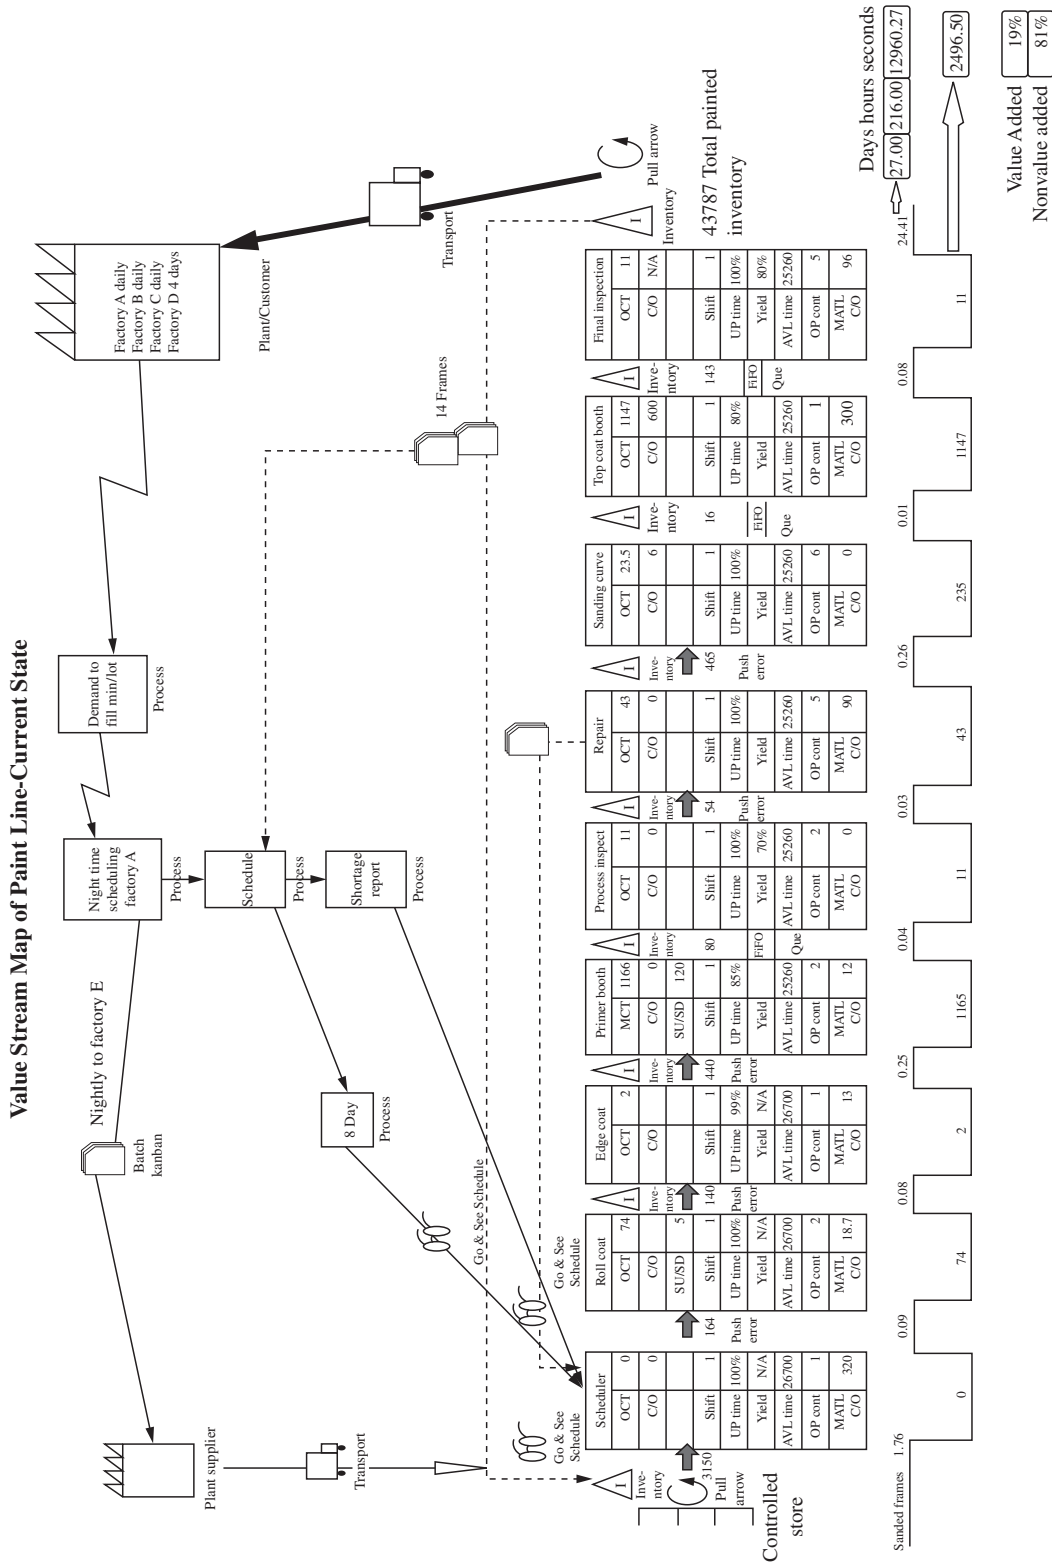 Value Stream Map of Paint Line-Current State
Plant supplier
Transport
Batch
kanban
Nightly to factory E
Night time
scheduling
factory A
Process
Demand to
fill min/lot
Process
Factory A daily
Factory B daily
Factory C daily
Factory D 4 days
Plant/Customer
Transport
Pull arrow
Schedule
Process
Shortage
report
Process
8 Day
Process
14 Frames
Go & See Schedule
Go & See
Schedule
Go & See
Schedule
I
Inve-
ntory
3150
Pull
arrow
Controlled
store
Scheduler
OCT 0
C/O 0
Shift 1
UP time 100%
Yield N/A
AVL time 26700
OP cont 1
MATL 320
C/O
164
Push
error
Roll coat
OCT 74
C/O
SU/SD 5
Shift 1
UP time 100%
Yield N/A
AVL time 26700
OP cont 2
MATL 18.7
C/O
I
Inve-
ntory
140
Push
error
Edge coat
OCT 2
C/O
Shift 1
UP time 99%
Yield N/A
AVL time 26700
OP cont 1
MATL 13
C/O
I
Inve-
ntory
440
Push
error
Primer booth
MCT 1166
C/O 0
SU/SD 120
Shift 1
UP time 85%
Yield
AVL time 25260
OP cont 2
MATL 12
C/O
I
Inve-
ntory
80
FiFO
Que
Process inspect
OCT 11
C/O 0
Shift 1
UP time 100%
Yield 70%
AVL time 25260
OP cont 2
MATL 0
C/O
I
Inve-
ntory
54
Push
error
Repair
OCT 43
C/O 0
Shift 1
UP time 100%
Yield
AVL time 25260
OP cont 5
MATL 90
C/O
I
Inve-
ntory
465
Push
error
Sanding curve
OCT 23.5
C/O 6
Shift 1
UP time 100%
Yield
AVL time 25260
OP cont 6
MATL 0
C/O
I
Inve-
ntory
16
FiFO
Que
Top coat booth
OCT 1147
C/O 600
Shift 1
UP time 80%
Yield
AVL time 25260
OP cont 1
MATL 300
C/O
I
Inve-
ntory
143
FiFO
Que
Final inspection
OCT 11
C/O N/A
Shift 1
UP time 100%
Yield 80%
AVL time 25260
OP cont 5
MATL 96
C/O
I
Inventory
43787 Total painted
inventory
Sanded frames 1.76 0.09 0.08 0.25 0.04 0.03 0.26 0.01 0.08 24.41
0 74 2 1165 11 43 235 1147 11
Days hours seconds
27.00 216.00 12960.27
2496.50
Value Added 19%
Nonvalue added 81%